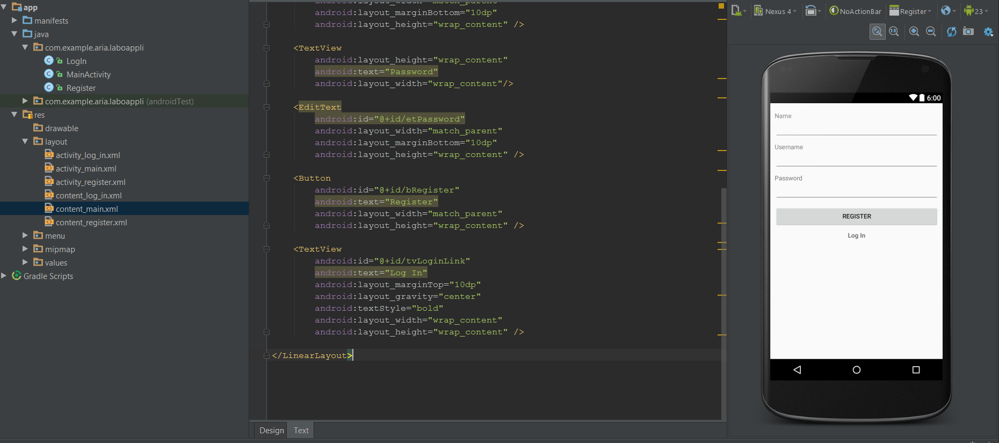 app
manifests
java
com.example.aria.laboappli
LogIn
MainActivity
Register
com.example.aria.laboappli (androidTest)
res
drawable
layout
activity_log_in.xml
activity_main.xml
activity_register.xml
content_log_in.xml
content_main.xml
content_register.xml
menu
mipmap
values
Gradle Scripts
android:layout_width="match_parent"
android:layout_marginBottom="10dp"
android:layout_height="wrap_content" />
<TextView
android:layout_height="wrap_content"
android:text="Password"
android:layout_width="wrap_content"/>
<EditText
android:id="@+id/etPassword"
android:layout_width="match_parent"
android:layout_marginBottom="10dp"
android:layout_height="wrap_content" />
<Button
android:id="@+id/bRegister"
android:text="Register"
android:layout_width="match_parent"
android:layout_height="wrap_content" />
<TextView
android:id="@+id/tvLoginLink"
android:text="Log In"
android:layout_marginTop="10dp"
android:layout_gravity="center"
android:textStyle="bold"
android:layout_width="wrap_content"
android:layout_height="wrap_content" />
</LinearLayout>
Design Text
Nexus 4 NoActionBar Register 23
1:1
6:00
Name
Username
Password
REGISTER
Log In